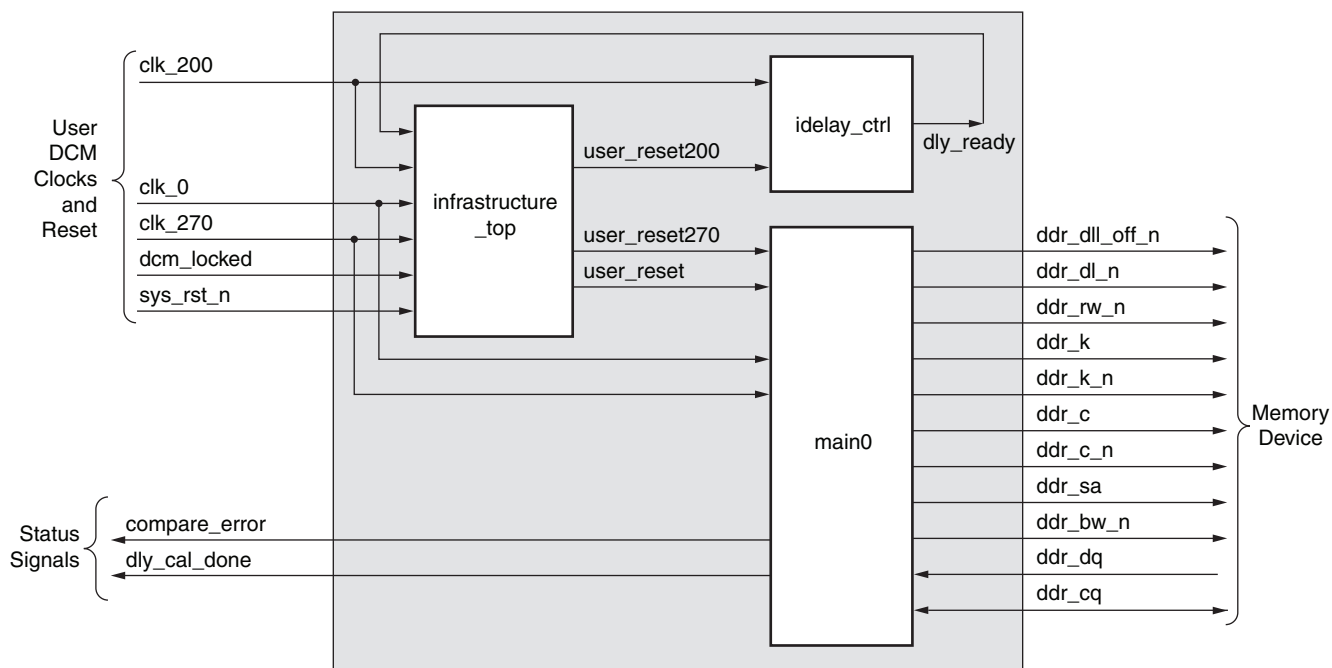 clk_200
User
DCM
Clocks
and
Reset
clk_0
clk_270
dcm_locked
sys_rst_n
infrastructure
_top
user_reset200
user_reset270
user_reset
idelay_ctrl
dly_ready
main0
ddr_dll_off_n
ddr_dl_n
ddr_rw_n
ddr_k
ddr_k_n
ddr_c
ddr_c_n
ddr_sa
ddr_bw_n
ddr_dq
ddr_cq
Memory
Device
Status
Signals
compare_error
dly_cal_done